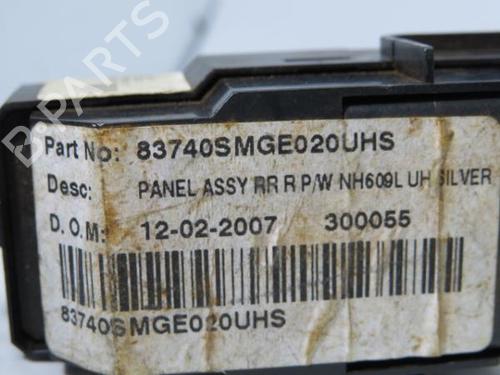 B-PARTS
Part No: 83740SMGE020UHS
Desc: PANEL ASSY RR R P/W NH609L UH SILVER
D.O.M: 12-02-2007 300055
83740SMGE020UHS